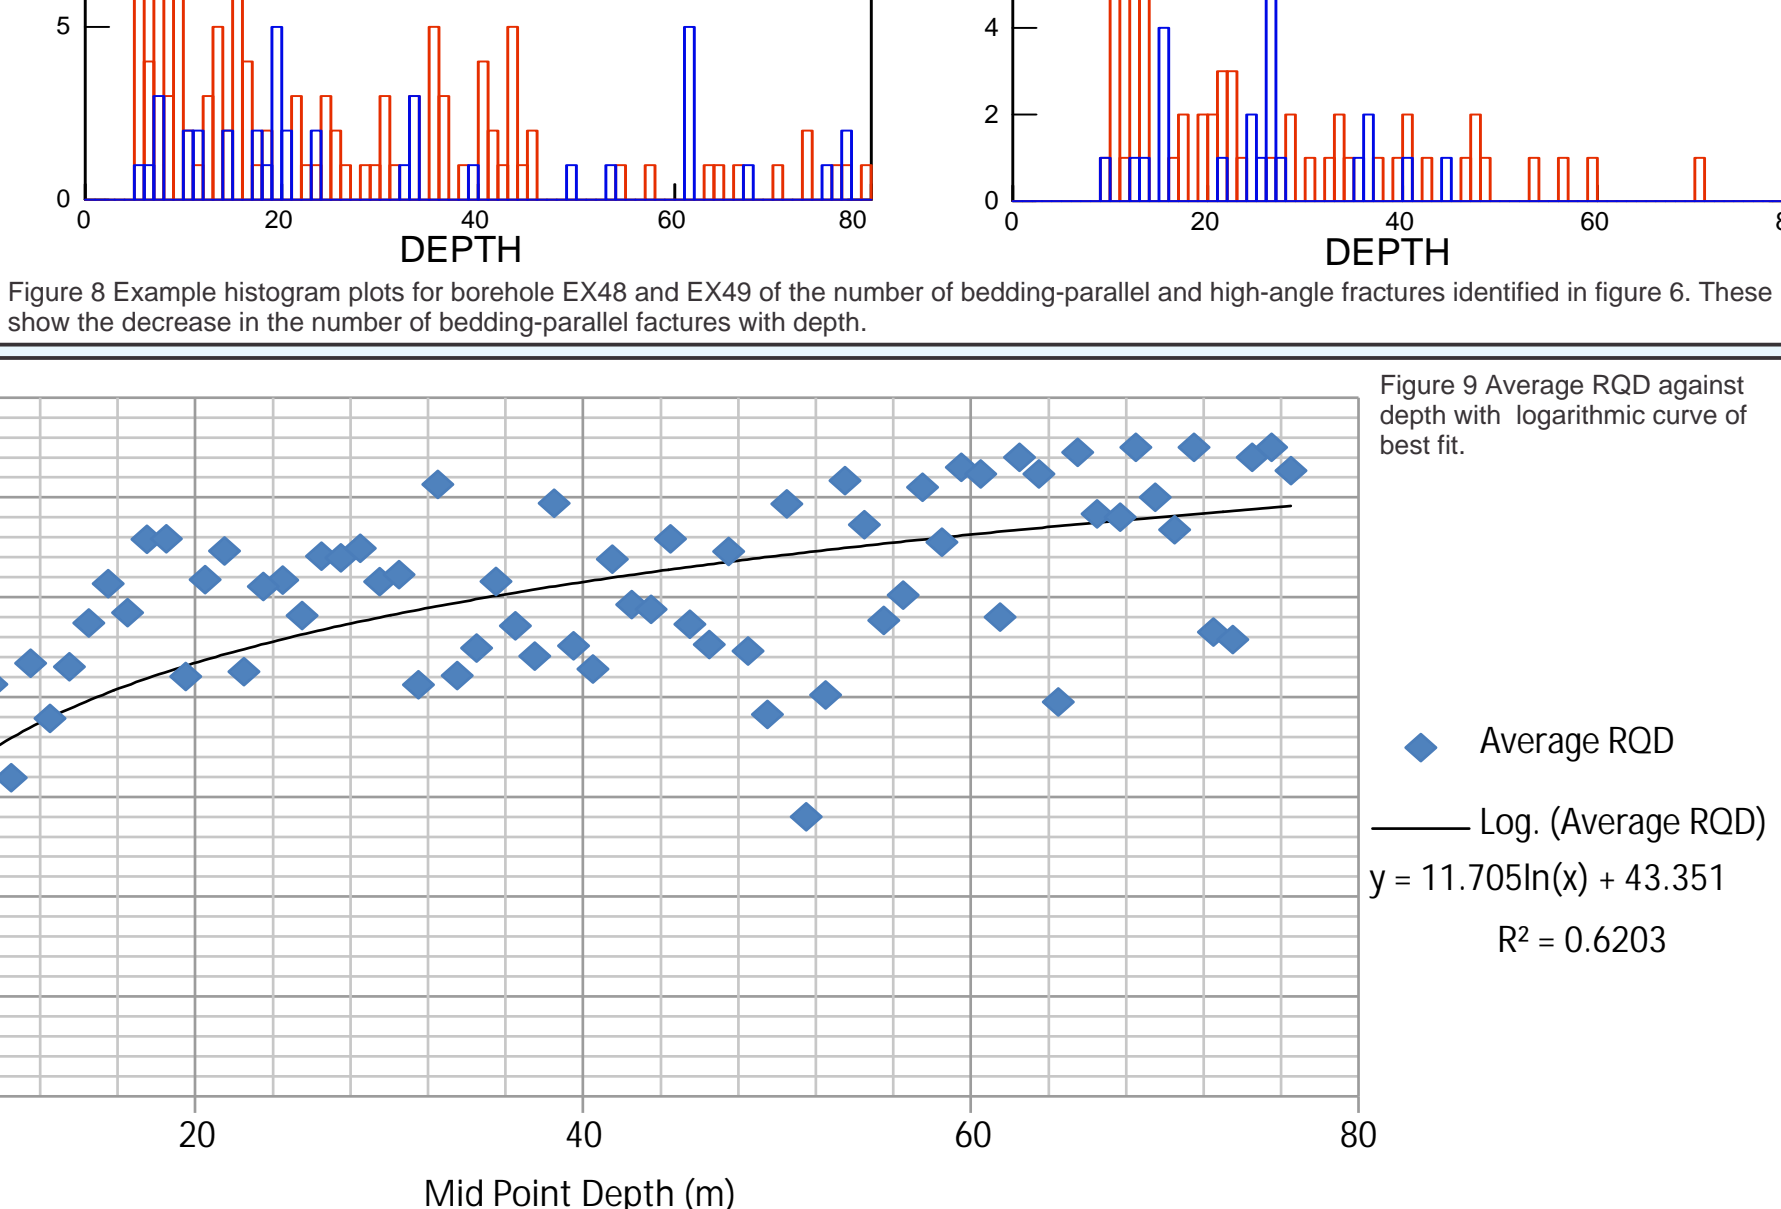 5
0
0 20 40 60 80
DEPTH
4
2
0
0 20 40 60
DEPTH
Figure 8 Example histogram plots for borehole EX48 and EX49 of the number of bedding-parallel and high-angle fractures identified in figure 6. These
show the decrease in the number of bedding-parallel factures with depth.
Figure 9 Average RQD against
depth with logarithmic curve of
best fit.
Average RQD
Log. (Average RQD)
y = 11.705ln(x) + 43.351
R² = 0.6203
20 40 60 80
Mid Point Depth (m)